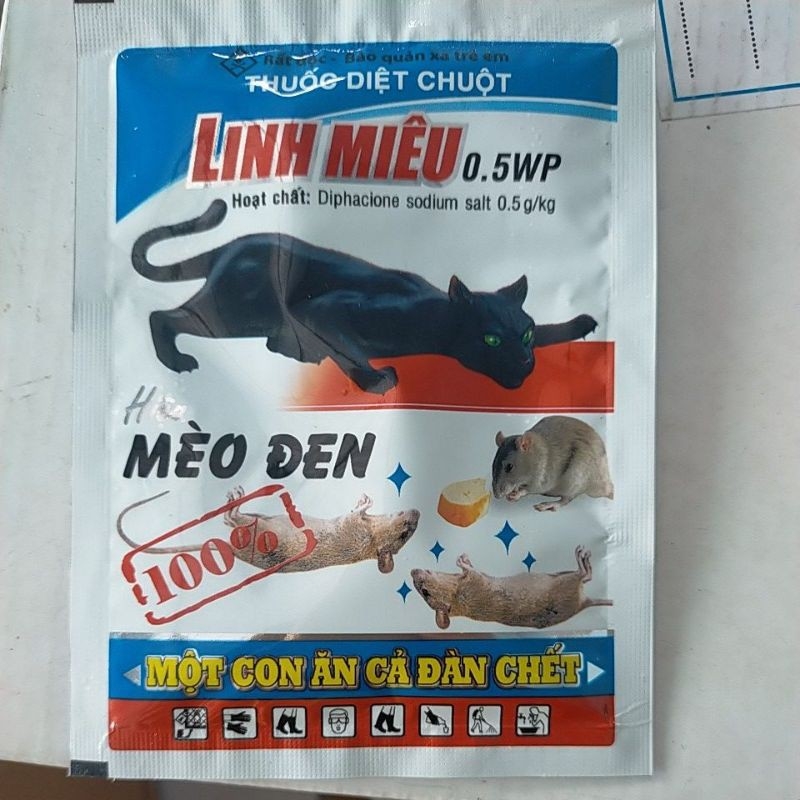 Rất độc - Bảo quản xa trẻ em
THUỐC DIỆT CHUỘT
LINH MIÊU 0.5WP
Hoạt chất: Diphacione sodium salt 0.5g/kg
MÈO ĐEN
100%
MỘT CON ĂN CẢ ĐÀN CHẾT